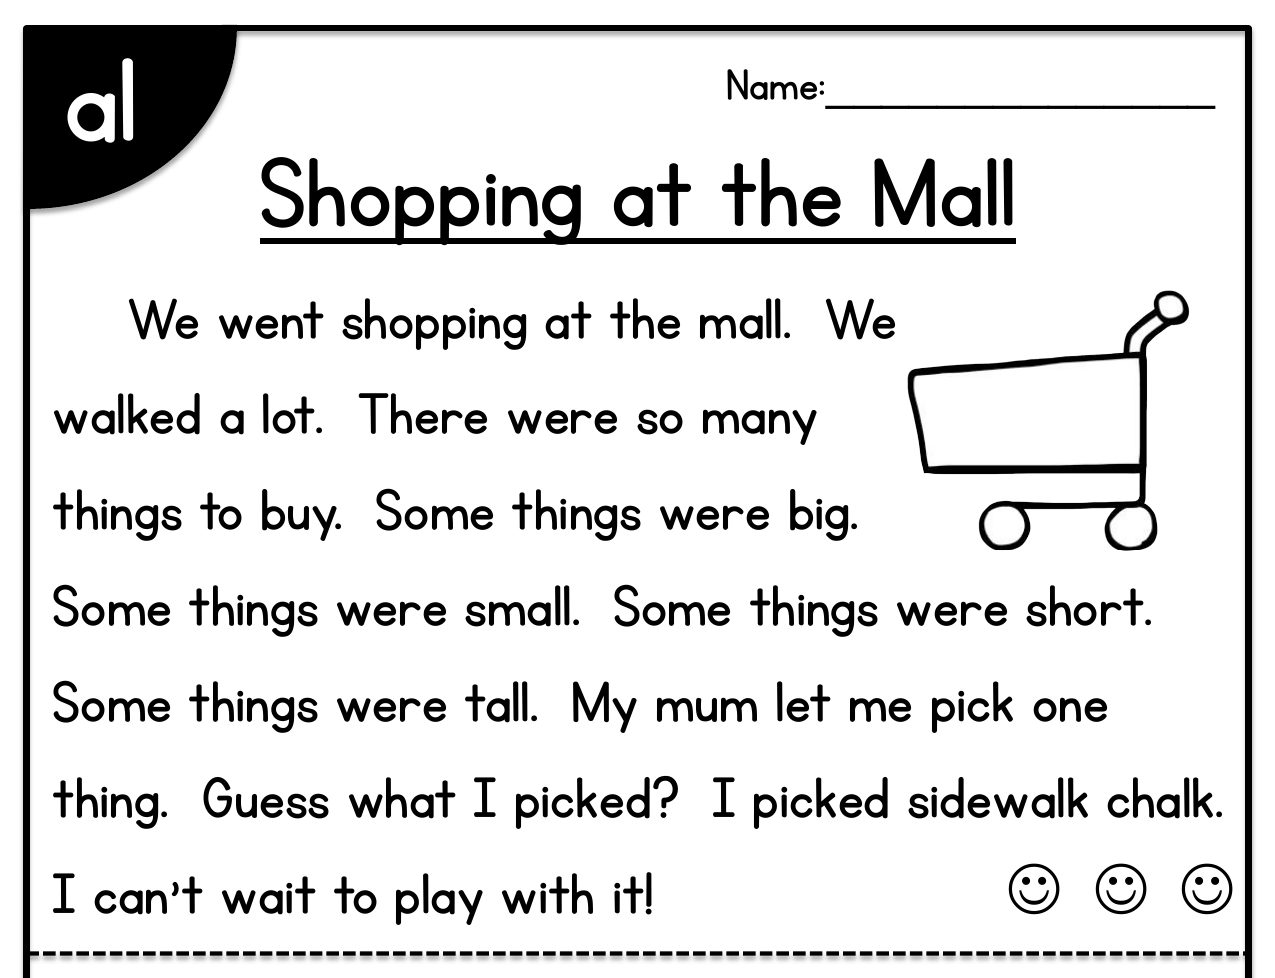 al
Name:
Shopping at the Mall
We went shopping at the mall. We
walked a lot. There were so many
things to buy. Some things were big.
Some things were small. Some things were short.
Some things were tall. My mum let me pick one
thing. Guess what I picked? I picked sidewalk chalk.
I can't wait to play with it!